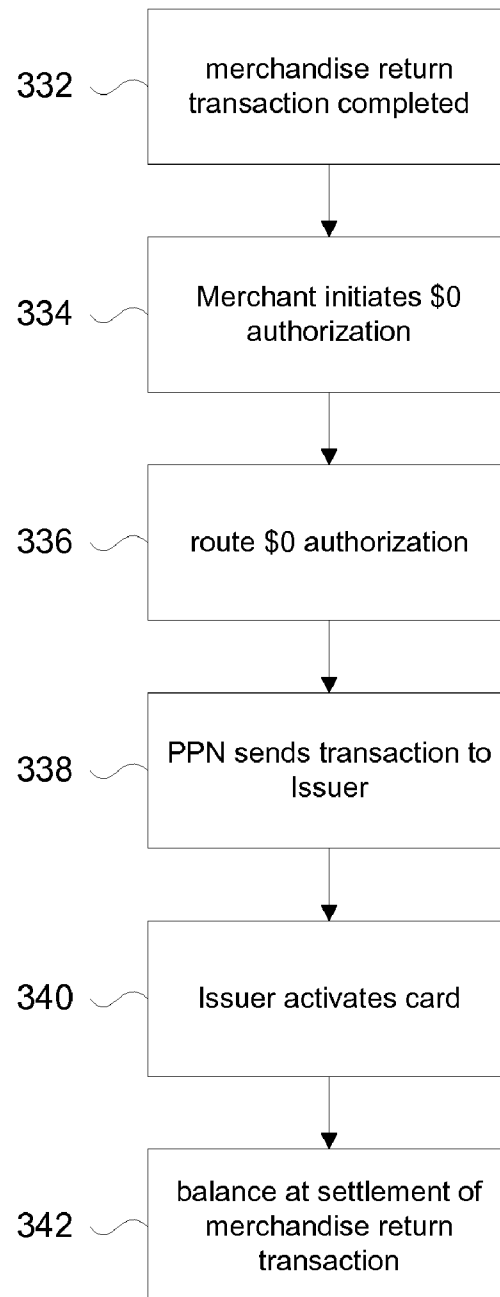 332
merchandise return
transaction completed
334
Merchant initiates $0
authorization
336
route $0 authorization
338
PPN sends transaction to
Issuer
340
Issuer activates card
342
balance at settlement of
merchandise return
transaction